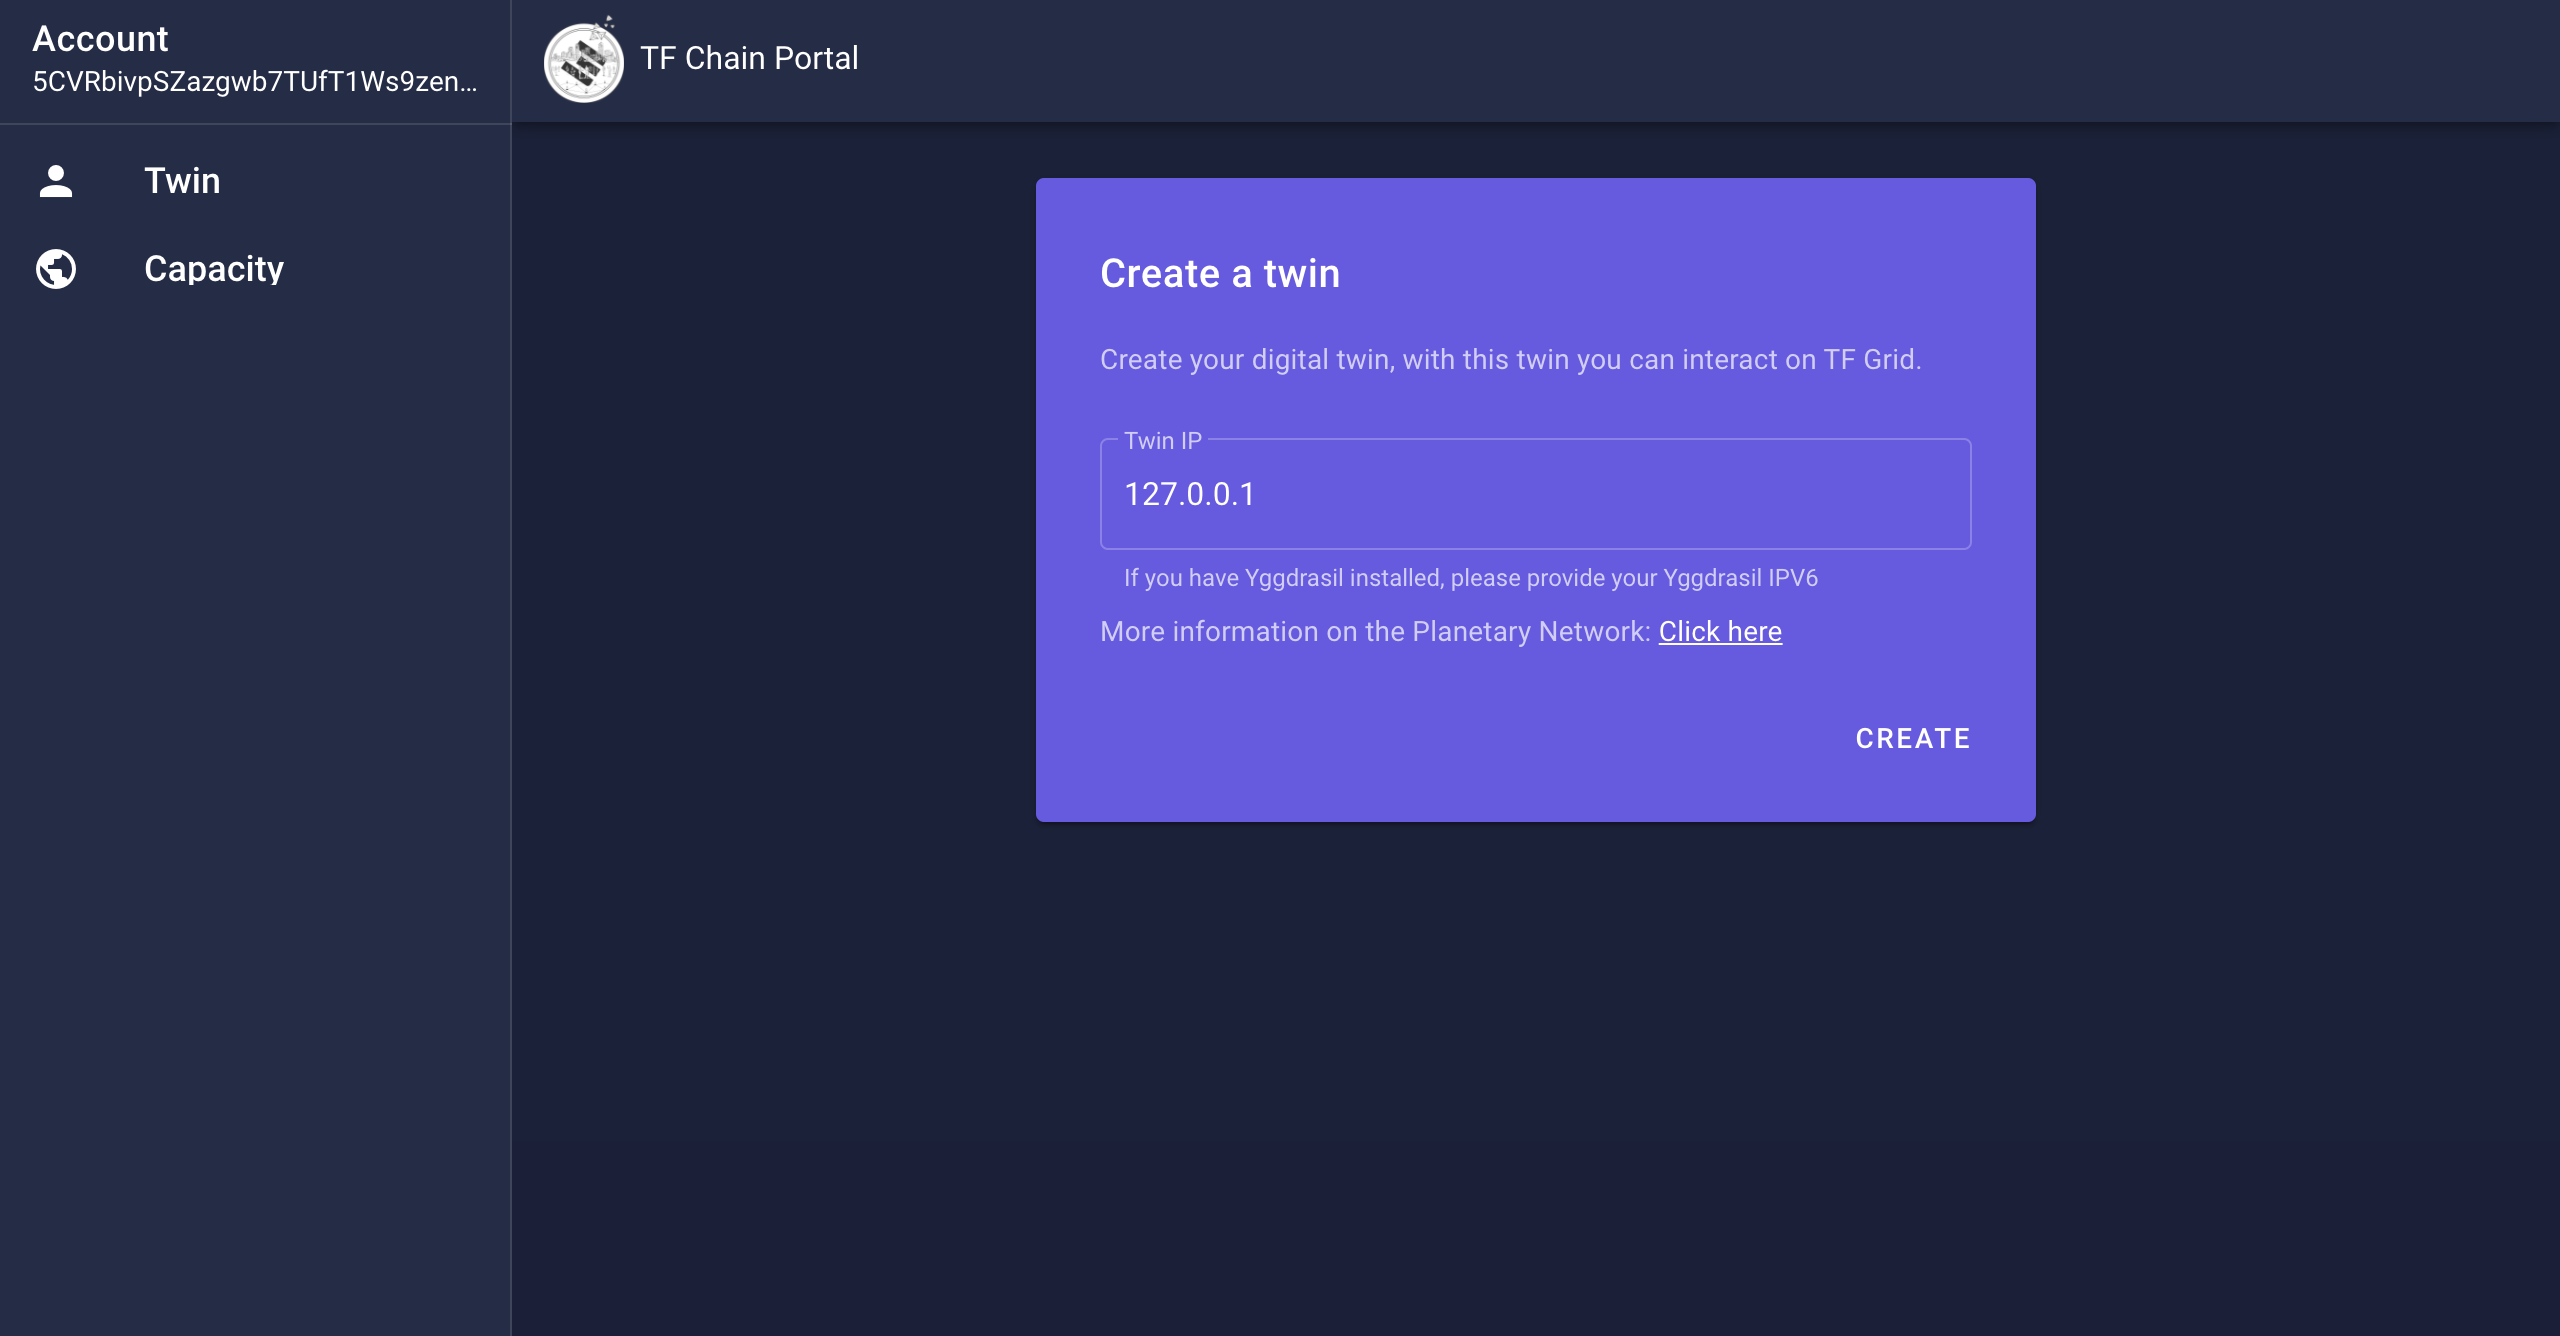 Account
5CVRbivpSZazgwb7TUfT1Ws9zen...
Twin
Capacity
TF Chain Portal
Create a twin
Create your digital twin, with this twin you can interact on TF Grid.
Twin IP
127.0.0.1
If you have Yggdrasil installed, please provide your Yggdrasil IPV6
More information on the Planetary Network: Click here
CREATE